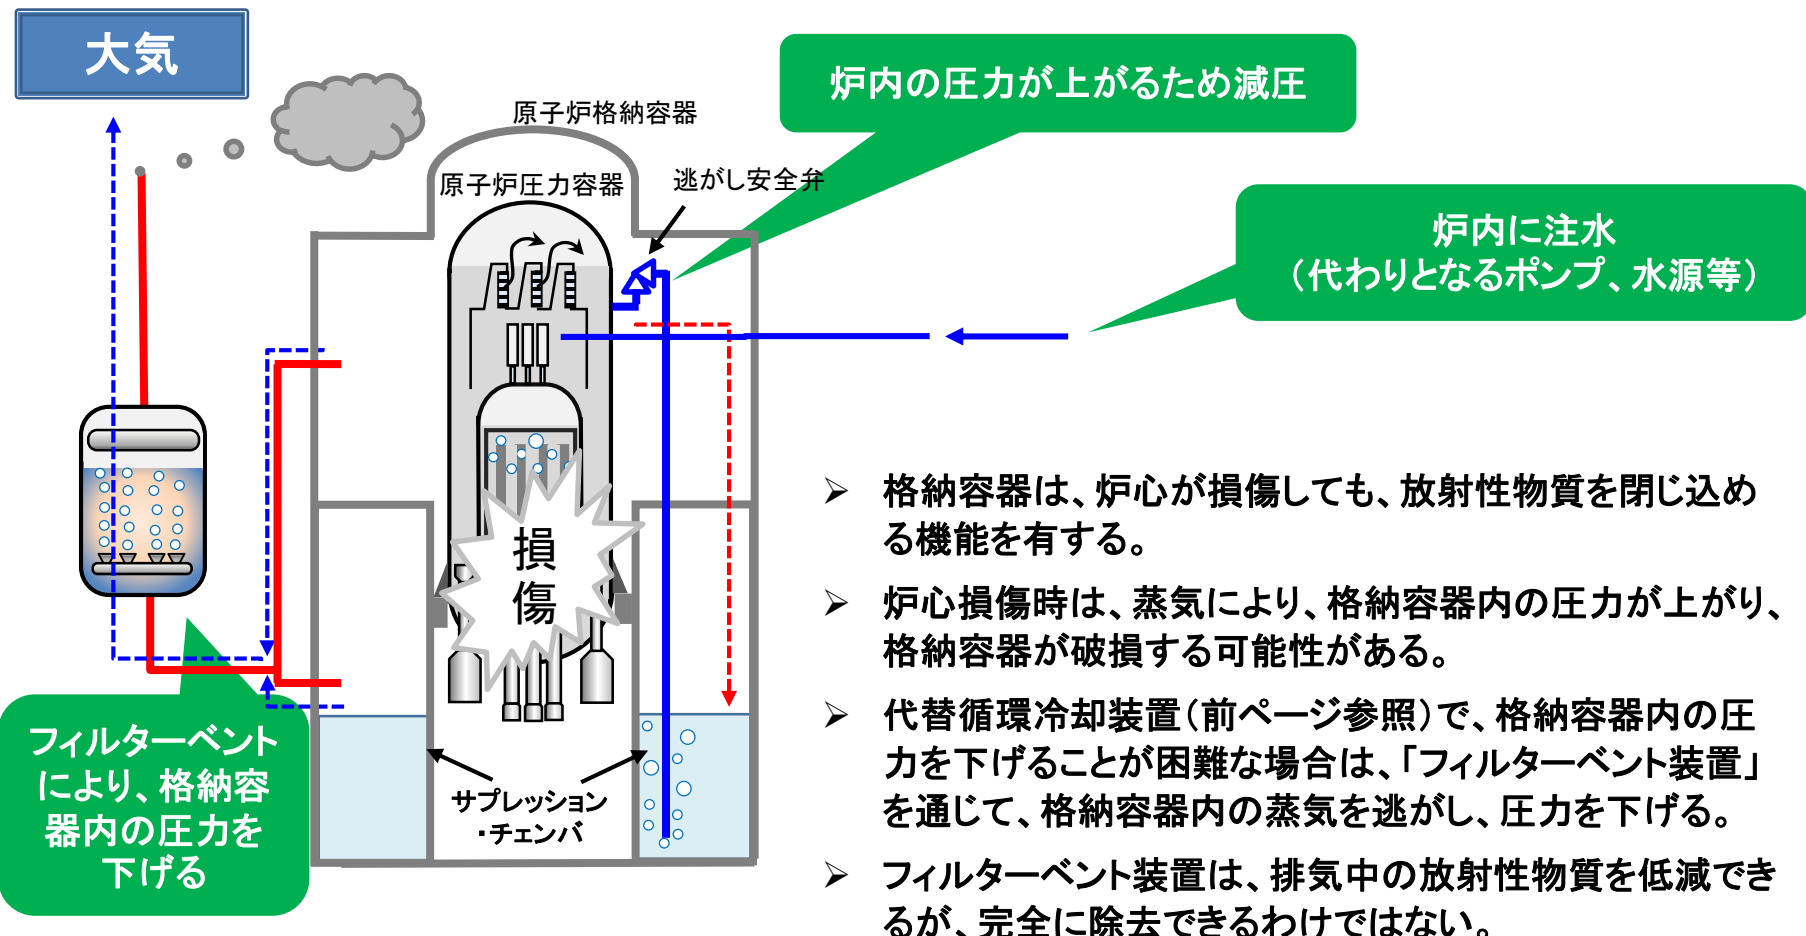 大気
炉内の圧力が上がるため減圧
原子炉格納容器
原子炉圧力容器
逃がし安全弁
炉内に注水
（代わりとなるポンプ、水源等）
損
傷
フィルターベント
により、格納容
器内の圧力を
下げる
サプレッション
・チェンバ
➢ 格納容器は、炉心が損傷しても、放射性物質を閉じ込め
る機能を有する。
➢ 炉心損傷時は、蒸気により、格納容器内の圧力が上がり、
格納容器が破損する可能性がある。
➢ 代替循環冷却装置（前ページ参照）で、格納容器内の圧
力を下げることが困難な場合は、「フィルターベント装置」
を通じて、格納容器内の蒸気を逃がし、圧力を下げる。
➢ フィルターベント装置は、排気中の放射性物質を低減でき
るが、完全に除去できるわけではない。